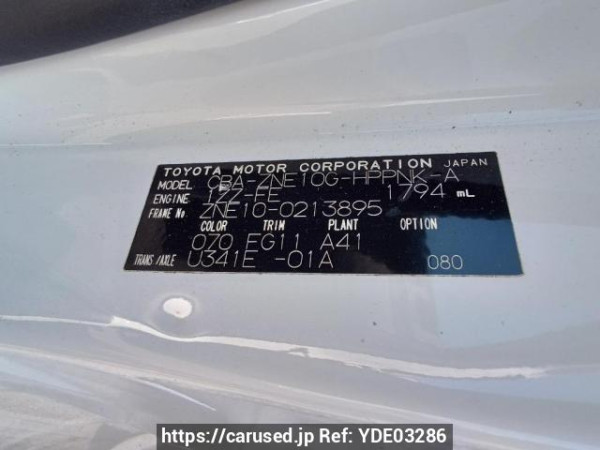 TOYOTA MOTOR CORPORATION JAPAN
MODEL CBA-ZNE10G-HPPNK-A
ENGINE 1ZZ-FE 1794 mL
FRAME No ZNE10-0213895
COLOR TRIM PLANT OPTION
070 EG11 A41
TRANS/AXLE U341E -01A 080
https://carused.jp Ref: YDE03286